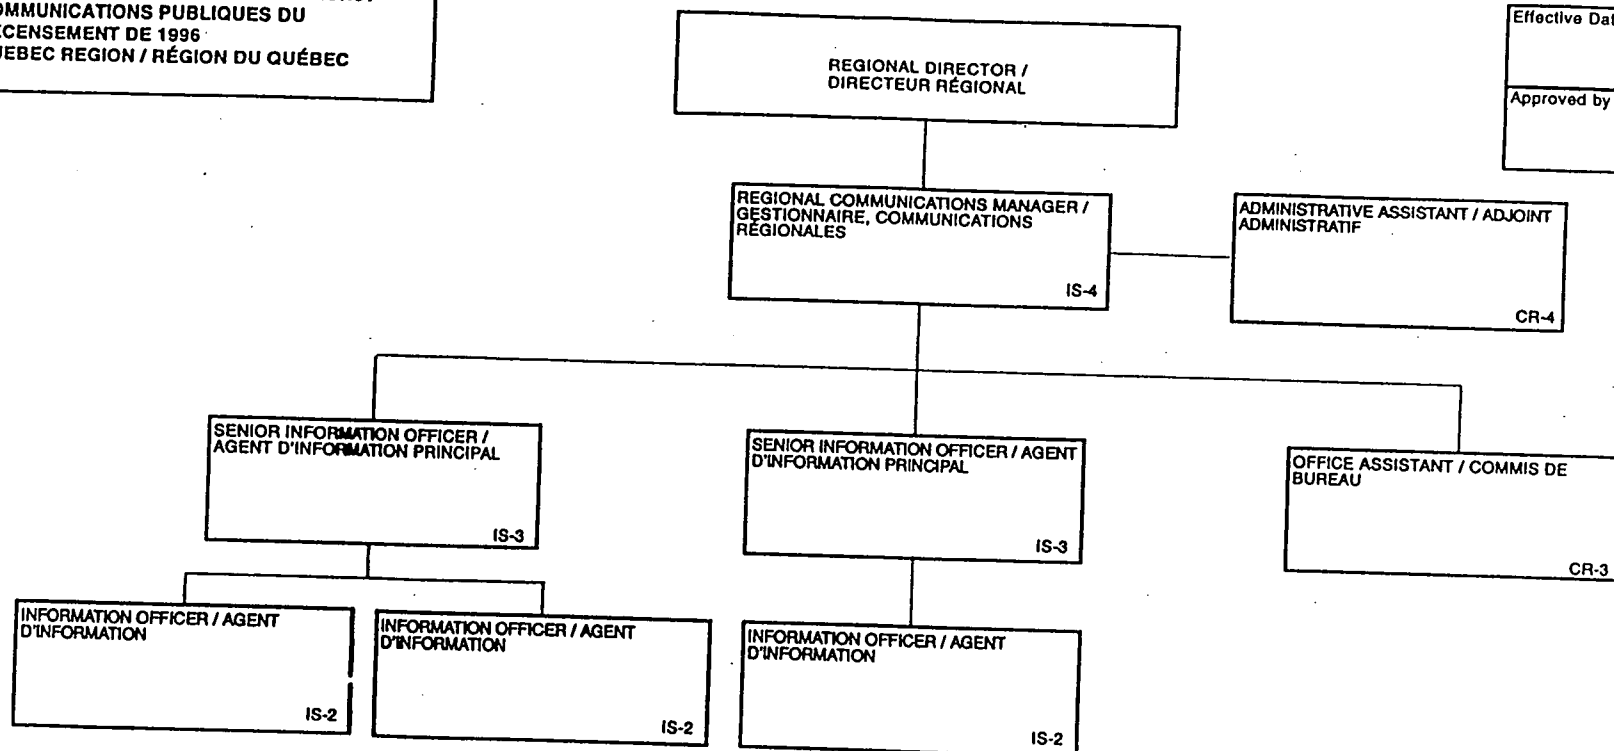 COMMUNICATIONS PUBLIQUES DU
RECENSEMENT DE 1996
QUEBEC REGION / RÉGION DU QUÉBEC
Effective Dat
Approved by
REGIONAL DIRECTOR /
DIRECTEUR RÉGIONAL
REGIONAL COMMUNICATIONS MANAGER /
GESTIONNAIRE, COMMUNICATIONS
RÉGIONALES
IS-4
ADMINISTRATIVE ASSISTANT / ADJOINT
ADMINISTRATIF
CR-4
SENIOR INFORMATION OFFICER /
AGENT D'INFORMATION PRINCIPAL
IS-3
SENIOR INFORMATION OFFICER / AGENT
D'INFORMATION PRINCIPAL
IS-3
OFFICE ASSISTANT / COMMIS DE
BUREAU
CR-3
INFORMATION OFFICER / AGENT
D'INFORMATION
IS-2
INFORMATION OFFICER / AGENT
D'INFORMATION
IS-2
INFORMATION OFFICER / AGENT
D'INFORMATION
IS-2